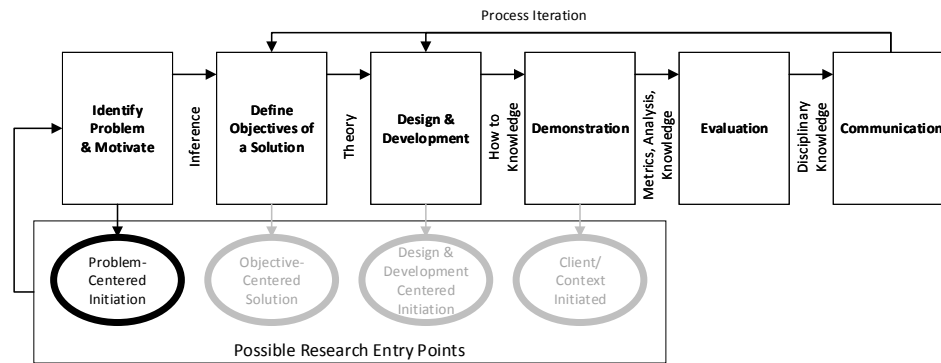 Process Iteration
Identify
Problem
& Motivate
Inference
Define
Objectives of
a Solution
Theory
Design &
Development
How to
Knowledge
Demonstration
Metrics, Analysis,
Knowledge
Evaluation
Disciplinary
Knowledge
Communication
Problem-
Centered
Initiation
Objective-
Centered
Solution
Design &
Development
Centered
Initiation
Client/
Context
Initiated
Possible Research Entry Points